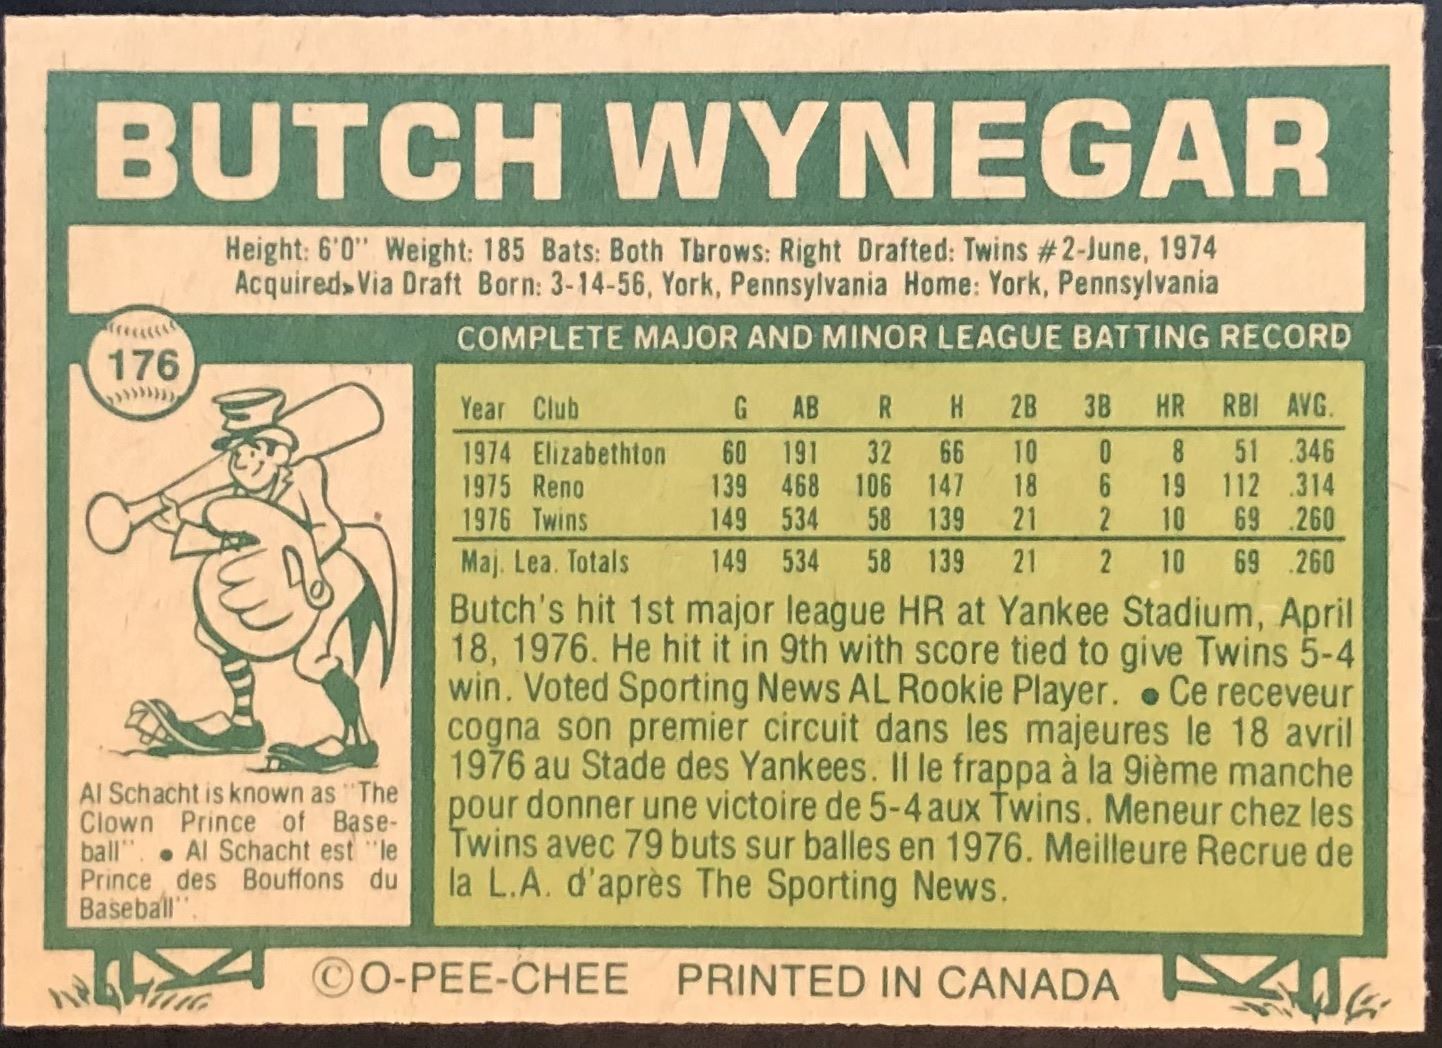 BUTCH WYNEGAR
Height: 6'0" Weight: 185 Bats: Both Throws: Right Drafted: Twins #2-June, 1974
Acquired: Via Draft Born: 3-14-56, York, Pennsylvania Home: York, Pennsylvania
176
COMPLETE MAJOR AND MINOR LEAGUE BATTING RECORD
Year Club G AB R H 2B 3B HR RBI AVG.
1974 Elizabethton 60 191 32 66 10 0 8 51 .346
1975 Reno 139 468 106 147 18 6 19 112 .314
1976 Twins 149 534 58 139 21 2 10 69 .260
Maj. Lea. Totals 149 534 58 139 21 2 10 69 .260
Butch's hit 1st major league HR at Yankee Stadium, April
18, 1976. He hit it in 9th with score tied to give Twins 5-4
win. Voted Sporting News AL Rookie Player. ● Ce receveur
cogna son premier circuit dans les majeures le 18 avril
1976 au Stade des Yankees. Il le frappa à la 9ième manche
pour donner une victoire de 5-4 aux Twins. Meneur chez les
Twins avec 79 buts sur balles en 1976. Meilleure Recrue de
la L.A. d'après The Sporting News.
Al Schacht is known as "The
Clown Prince of Base-
ball". ● Al Schacht est "le
Prince des Bouffons du
Baseball".
©O-PEE-CHEE PRINTED IN CANADA